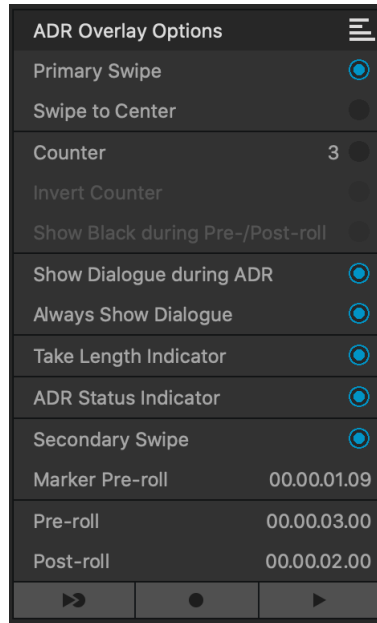 ADR Overlay Options
Primary Swipe
Swipe to Center
Counter 3
Invert Counter
Show Black during Pre-/Post-roll
Show Dialogue during ADR
Always Show Dialogue
Take Length Indicator
ADR Status Indicator
Secondary Swipe
Marker Pre-roll 00.00.01.09
Pre-roll 00.00.03.00
Post-roll 00.00.02.00